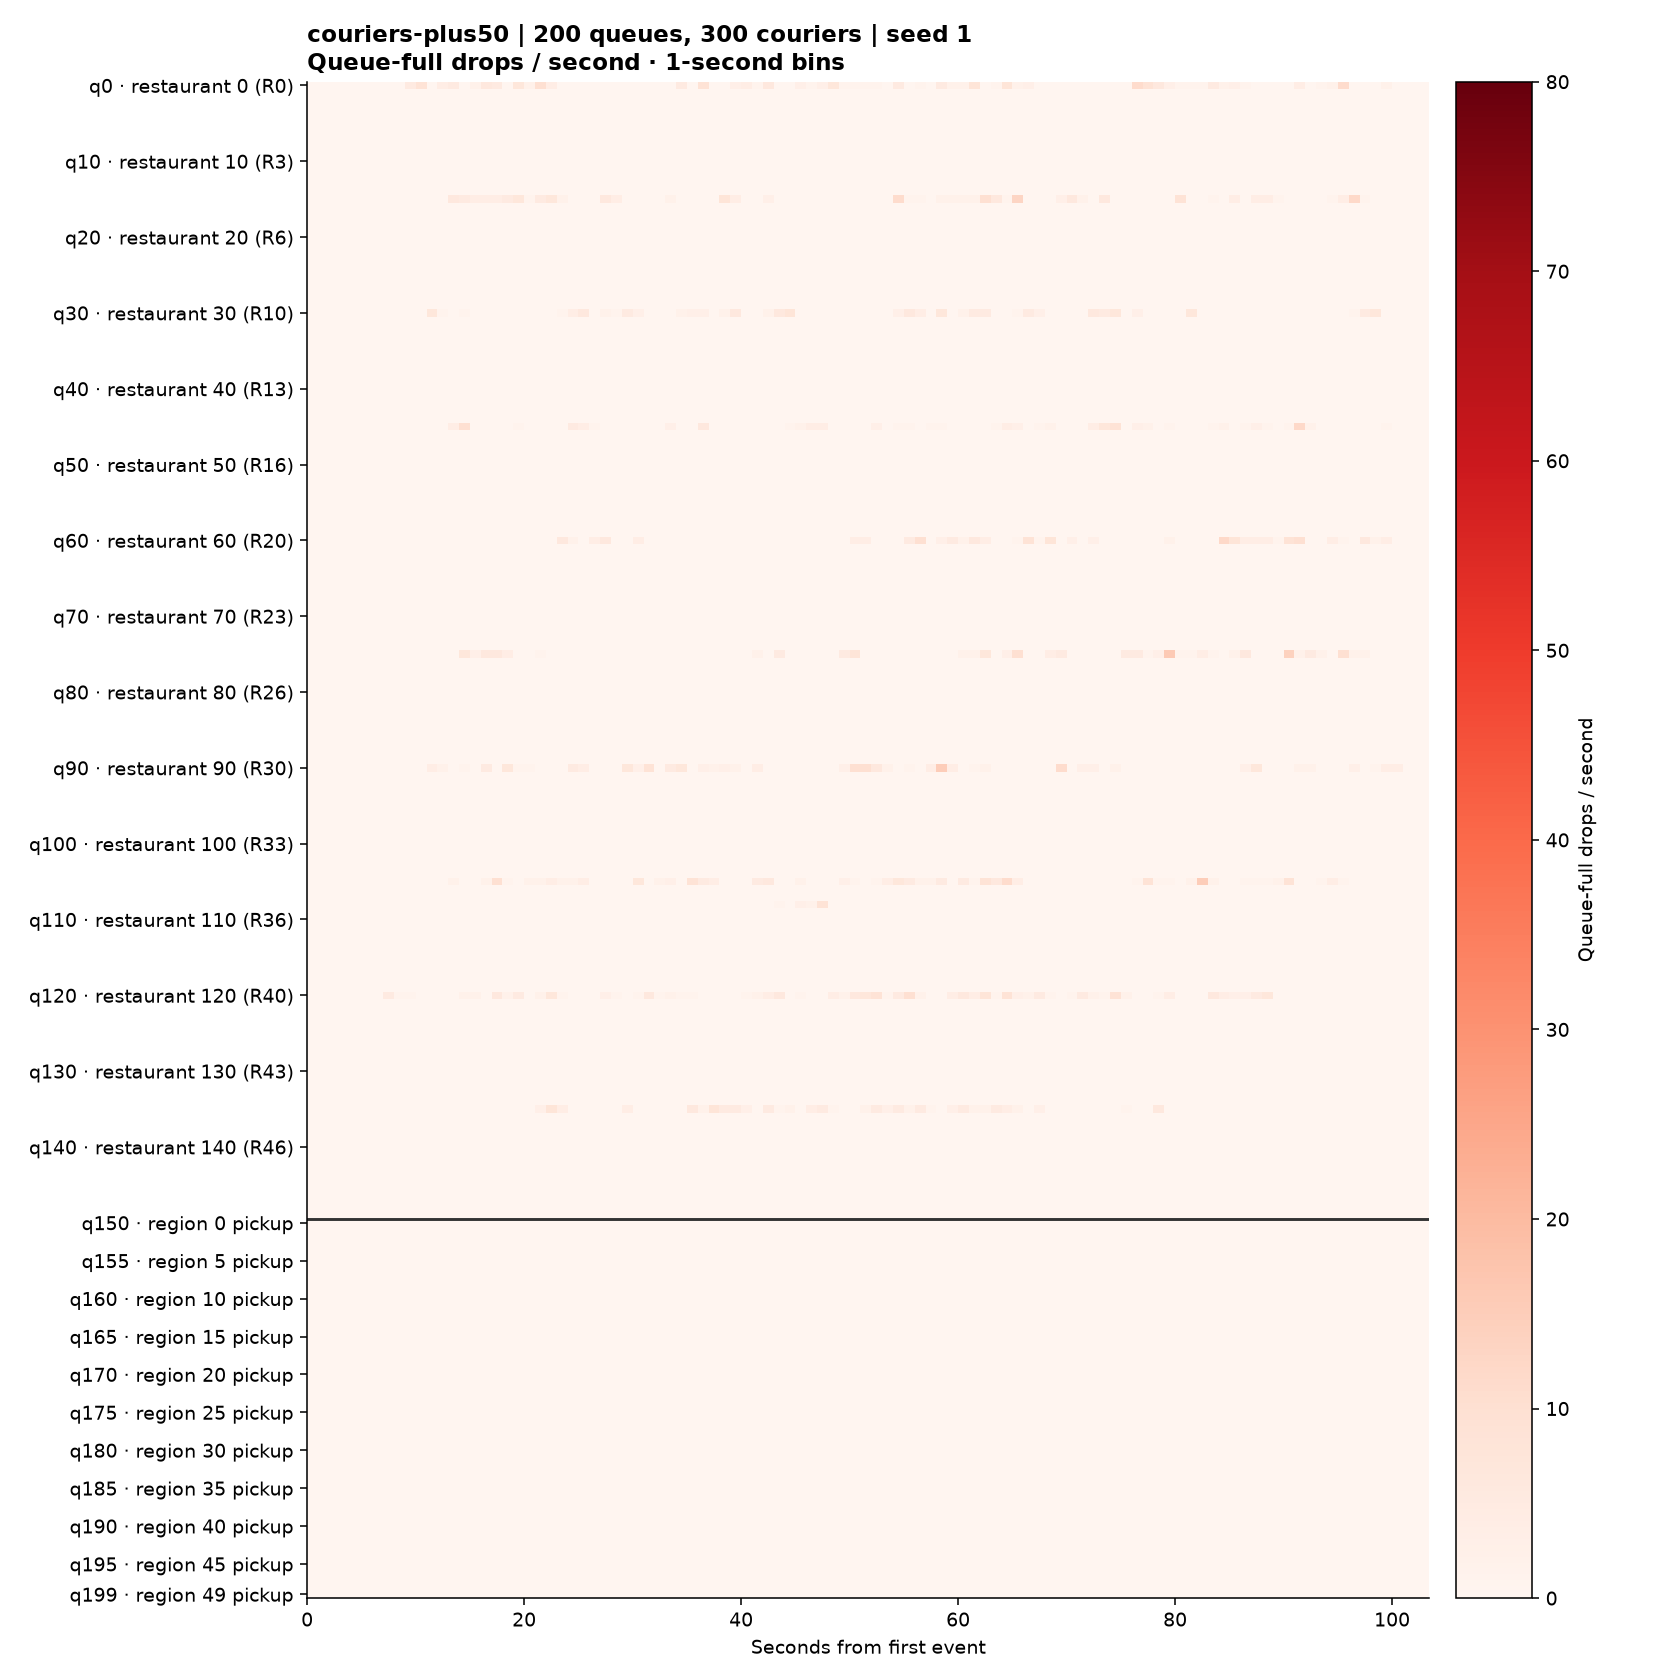 couriers-plus50 | 200 queues, 300 couriers | seed 1
Queue-full drops / second · 1-second bins
q0 · restaurant 0 (R0)
q10 · restaurant 10 (R3)
q20 · restaurant 20 (R6)
q30 · restaurant 30 (R10)
q40 · restaurant 40 (R13)
q50 · restaurant 50 (R16)
q60 · restaurant 60 (R20)
q70 · restaurant 70 (R23)
q80 · restaurant 80 (R26)
q90 · restaurant 90 (R30)
q100 · restaurant 100 (R33)
q110 · restaurant 110 (R36)
q120 · restaurant 120 (R40)
q130 · restaurant 130 (R43)
q140 · restaurant 140 (R46)
q150 · region 0 pickup
q155 · region 5 pickup
q160 · region 10 pickup
q165 · region 15 pickup
q170 · region 20 pickup
q175 · region 25 pickup
q180 · region 30 pickup
q185 · region 35 pickup
q190 · region 40 pickup
q195 · region 45 pickup
q199 · region 49 pickup
0 20 40 60 80 100
Seconds from first event
80
70
60
50
40
30
20
10
0
Queue-full drops / second